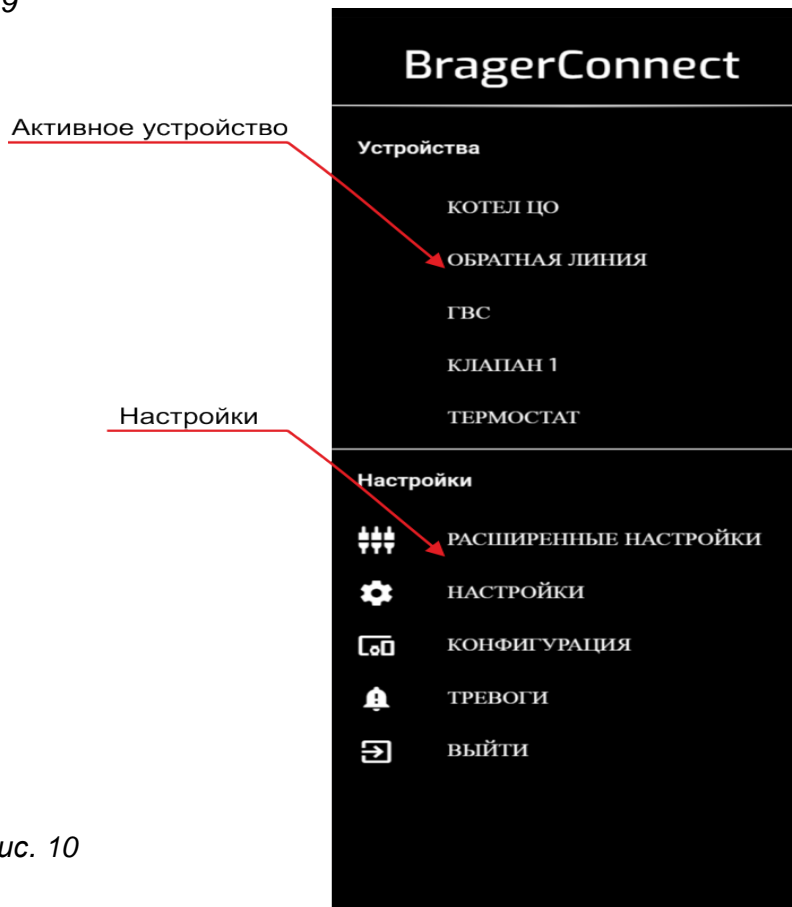 9
BragerConnect
Активное устройство
Устройства
КОТЕЛ ЦО
ОБРАТНАЯ ЛИНИЯ
ГВС
КЛАПАН 1
ТЕРМОСТАТ
Настройки
Настройки
РАСШИРЕННЫЕ НАСТРОЙКИ
НАСТРОЙКИ
КОНФИГУРАЦИЯ
ТРЕВОГИ
ВЫЙТИ
ис. 10